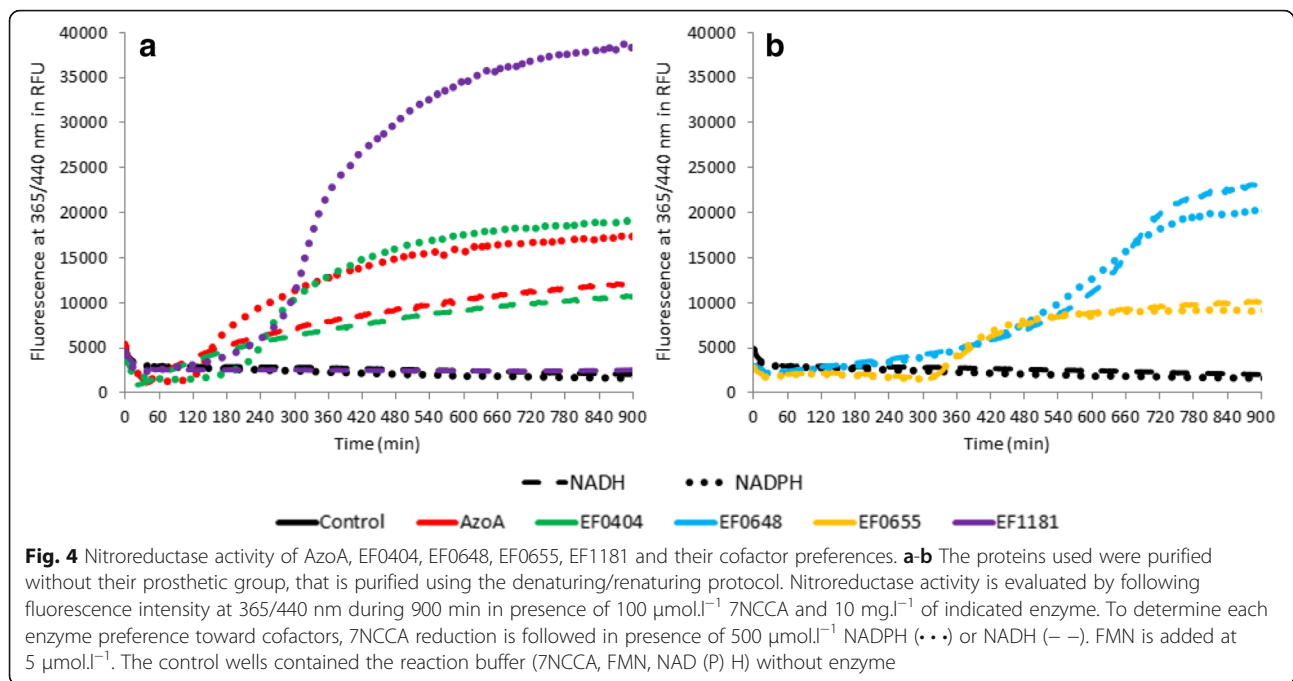 a
Fluorescence at 365/440 nm in RFU
40000
35000
30000
25000
20000
15000
10000
5000
0
0 60 120 180 240 300 360 420 480 540 600 660 720 780 840 900
Time (min)
b
Fluorescence at 365/440 nm in RFU
40000
35000
30000
25000
20000
15000
10000
5000
0
0 60 120 180 240 300 360 420 480 540 600 660 720 780 840 900
Time (min)
NADH NADPH
Control AzoA EF0404 EF0648 EF0655 EF1181
Fig. 4 Nitroreductase activity of AzoA, EF0404, EF0648, EF0655, EF1181 and their cofactor preferences. a-b The proteins used were purified
without their prosthetic group, that is purified using the denaturing/renaturing protocol. Nitroreductase activity is evaluated by following
fluorescence intensity at 365/440 nm during 900 min in presence of 100 μmol.l⁻¹ 7NCCA and 10 mg.l⁻¹ of indicated enzyme. To determine each
enzyme preference toward cofactors, 7NCCA reduction is followed in presence of 500 μmol.l⁻¹ NADPH (• • •) or NADH (− −). FMN is added at
5 μmol.l⁻¹. The control wells contained the reaction buffer (7NCCA, FMN, NAD (P) H) without enzyme